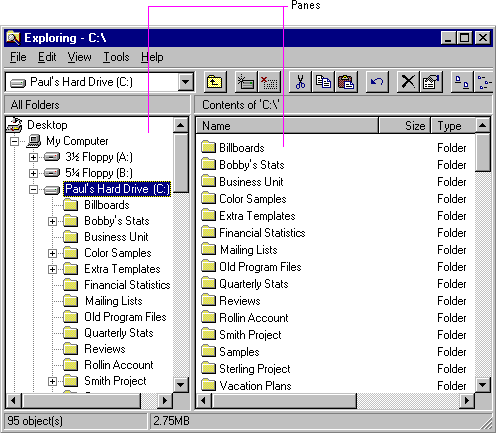 Panes
Exploring - C:\
File Edit View Tools Help
Paul's Hard Drive (C:)
All Folders
Contents of 'C:\'
Desktop
My Computer
3½ Floppy (A:)
5¼ Floppy (B:)
Paul's Hard Drive (C:)
Billboards
Bobby's Stats
Business Unit
Color Samples
Extra Templates
Financial Statistics
Mailing Lists
Old Program Files
Quarterly Stats
Reviews
Rollin Account
Smith Project
Name Size Type
Billboards Folder
Bobby's Stats Folder
Business Unit Folder
Color Samples Folder
Extra Templates Folder
Financial Statistics Folder
Mailing Lists Folder
Old Program Files Folder
Quarterly Stats Folder
Reviews Folder
Rollin Account Folder
Smith Project Folder
Samples Folder
Sterling Project Folder
Vacation Plans Folder
95 object(s)
2.75MB